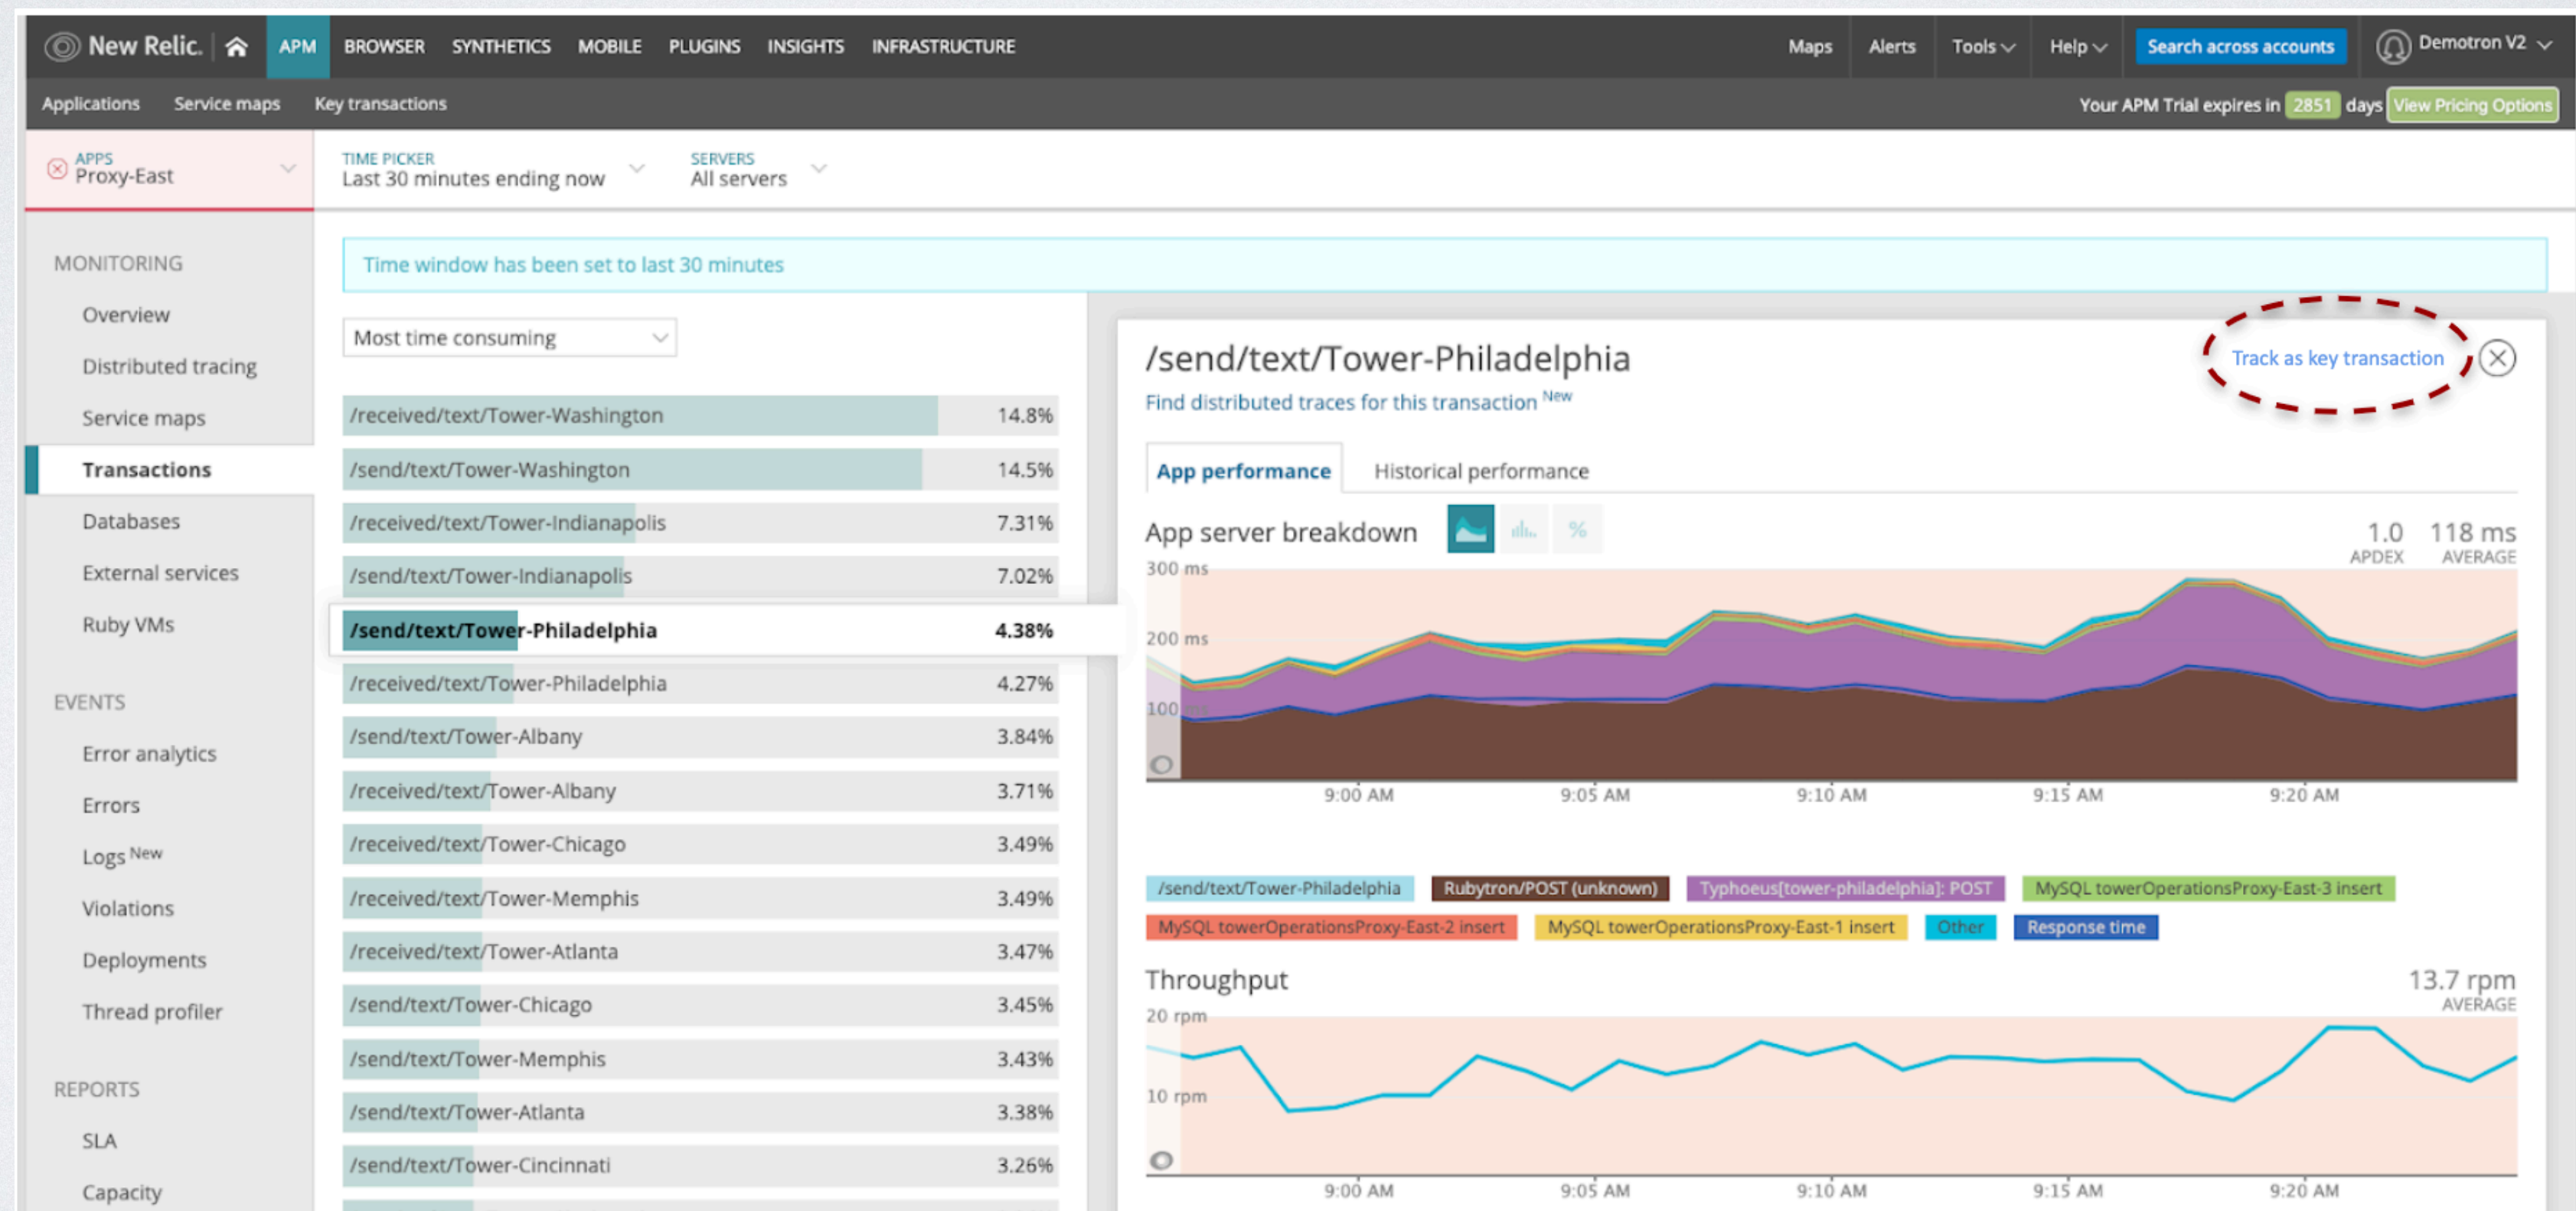 New Relic. APM BROWSER SYNTHETICS MOBILE PLUGINS INSIGHTS INFRASTRUCTURE Maps Alerts Tools Help Search across accounts Demotron V2
Applications Service maps Key transactions Your APM Trial expires in 2851 days View Pricing Options
APPS
Proxy-East
TIME PICKER
Last 30 minutes ending now
SERVERS
All servers
MONITORING
Overview
Distributed tracing
Service maps
Transactions
Databases
External services
Ruby VMs
EVENTS
Error analytics
Errors
Logs New
Violations
Deployments
Thread profiler
REPORTS
SLA
Capacity
Time window has been set to last 30 minutes
Most time consuming
/received/text/Tower-Washington 14.8%
/send/text/Tower-Washington 14.5%
/received/text/Tower-Indianapolis 7.31%
/send/text/Tower-Indianapolis 7.02%
/send/text/Tower-Philadelphia 4.38%
/received/text/Tower-Philadelphia 4.27%
/send/text/Tower-Albany 3.84%
/received/text/Tower-Albany 3.71%
/received/text/Tower-Chicago 3.49%
/received/text/Tower-Memphis 3.49%
/received/text/Tower-Atlanta 3.47%
/send/text/Tower-Chicago 3.45%
/send/text/Tower-Memphis 3.43%
/send/text/Tower-Atlanta 3.38%
/send/text/Tower-Cincinnati 3.26%
/send/text/Tower-Philadelphia Track as key transaction
Find distributed traces for this transaction New
App performance Historical performance
App server breakdown % 1.0 118 ms
APDEX AVERAGE
300 ms
200 ms
100 ms
9:00 AM 9:05 AM 9:10 AM 9:15 AM 9:20 AM
/send/text/Tower-Philadelphia Rubytron/POST (unknown) Typhoeus[tower-philadelphia]: POST MySQL towerOperationsProxy-East-3 insert
MySQL towerOperationsProxy-East-2 insert MySQL towerOperationsProxy-East-1 insert Other Response time
Throughput 13.7 rpm
AVERAGE
20 rpm
10 rpm
9:00 AM 9:05 AM 9:10 AM 9:15 AM 9:20 AM